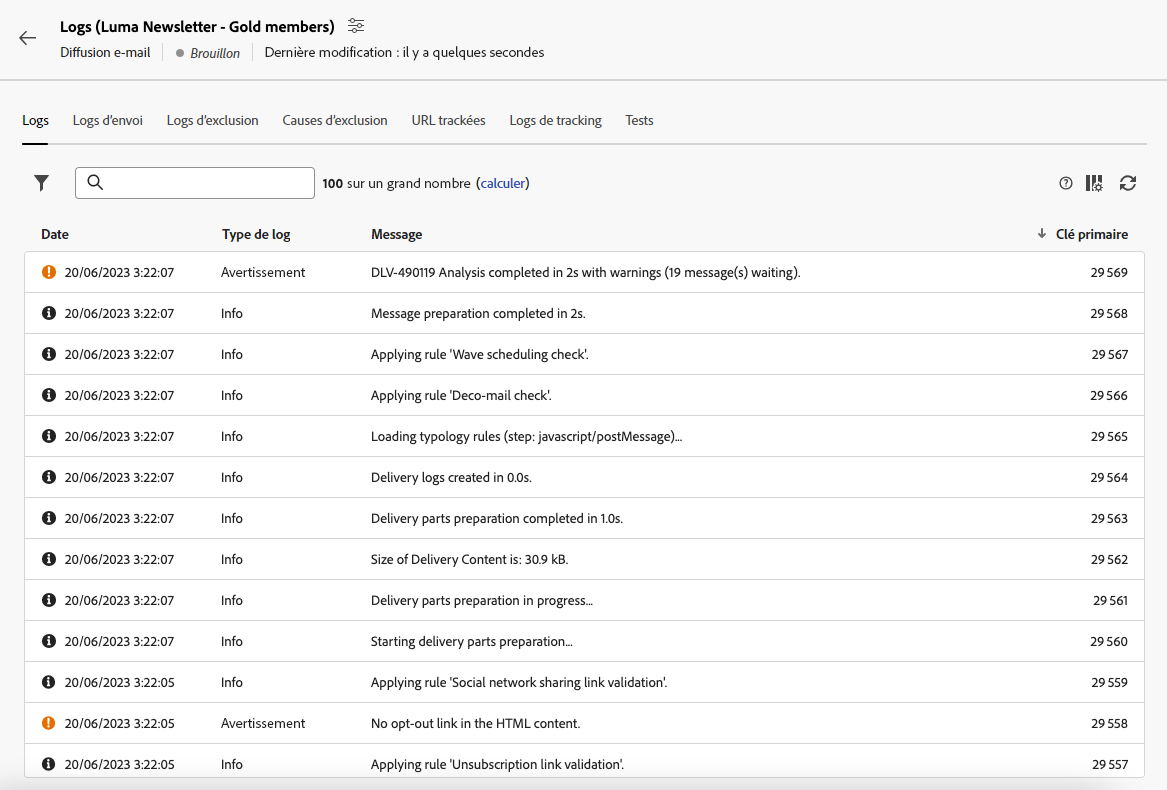 Logs (Luma Newsletter - Gold members)
Diffusion e-mail Brouillon Dernière modification : il y a quelques secondes
Logs Logs d'envoi Logs d'exclusion Causes d'exclusion URL trackées Logs de tracking Tests
100 sur un grand nombre (calculer)
Date Type de log Message Clé primaire
20/06/2023 3:22:07 Avertissement DLV-490119 Analysis completed in 2s with warnings (19 message(s) waiting). 29 569
20/06/2023 3:22:07 Info Message preparation completed in 2s. 29 568
20/06/2023 3:22:07 Info Applying rule 'Wave scheduling check'. 29 567
20/06/2023 3:22:07 Info Applying rule 'Deco-mail check'. 29 566
20/06/2023 3:22:07 Info Loading typology rules (step: javascript/postMessage)... 29 565
20/06/2023 3:22:07 Info Delivery logs created in 0.0s. 29 564
20/06/2023 3:22:07 Info Delivery parts preparation completed in 1.0s. 29 563
20/06/2023 3:22:07 Info Size of Delivery Content is: 30.9 kB. 29 562
20/06/2023 3:22:07 Info Delivery parts preparation in progress... 29 561
20/06/2023 3:22:07 Info Starting delivery parts preparation... 29 560
20/06/2023 3:22:05 Info Applying rule 'Social network sharing link validation'. 29 559
20/06/2023 3:22:05 Avertissement No opt-out link in the HTML content. 29 558
20/06/2023 3:22:05 Info Applying rule 'Unsubscription link validation'. 29 557